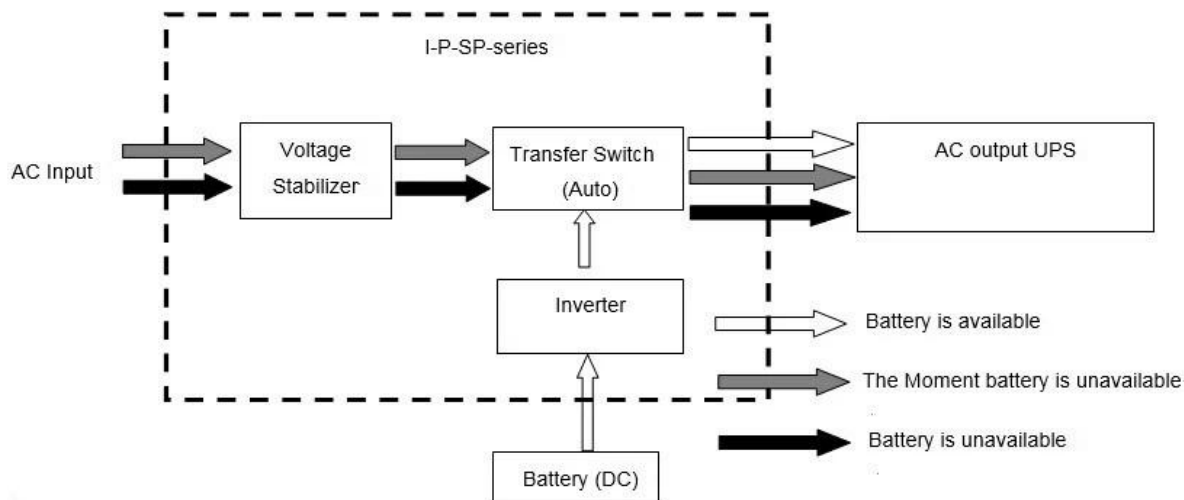 I-P-SP-series
AC Input
Voltage
Stabilizer
Transfer Switch
(Auto)
AC output UPS
Inverter
Battery is available
The Moment battery is unavailable
Battery is unavailable
Battery (DC)